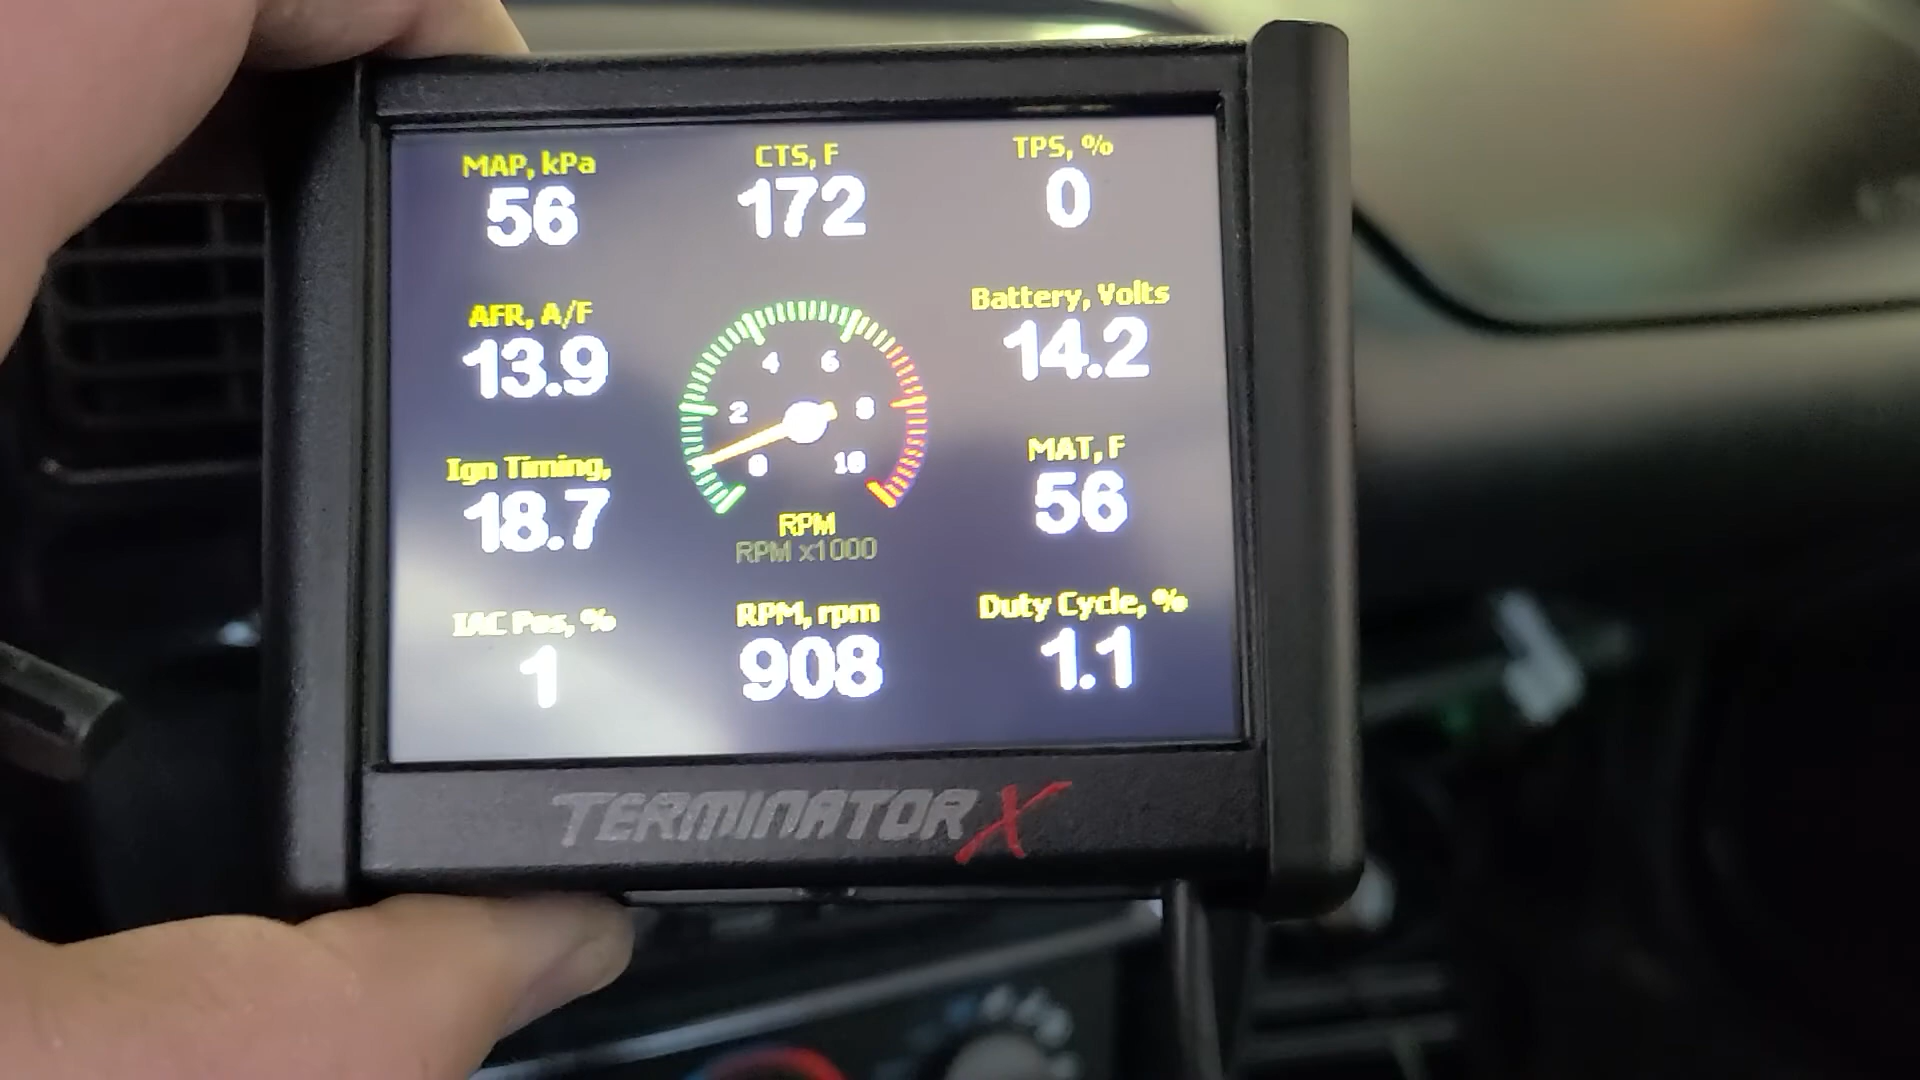 MAP, kPa
56
CTS, F
172
TPS, %
0
AFR, A/F
13.9
Battery, Volts
14.2
4
6
2
8
0
10
Ign Timing,
18.7
MAT, F
56
RPM
RPM x1000
IAC Pos, %
1
RPM, rpm
908
Duty Cycle, %
1.1
TERMINATOR X